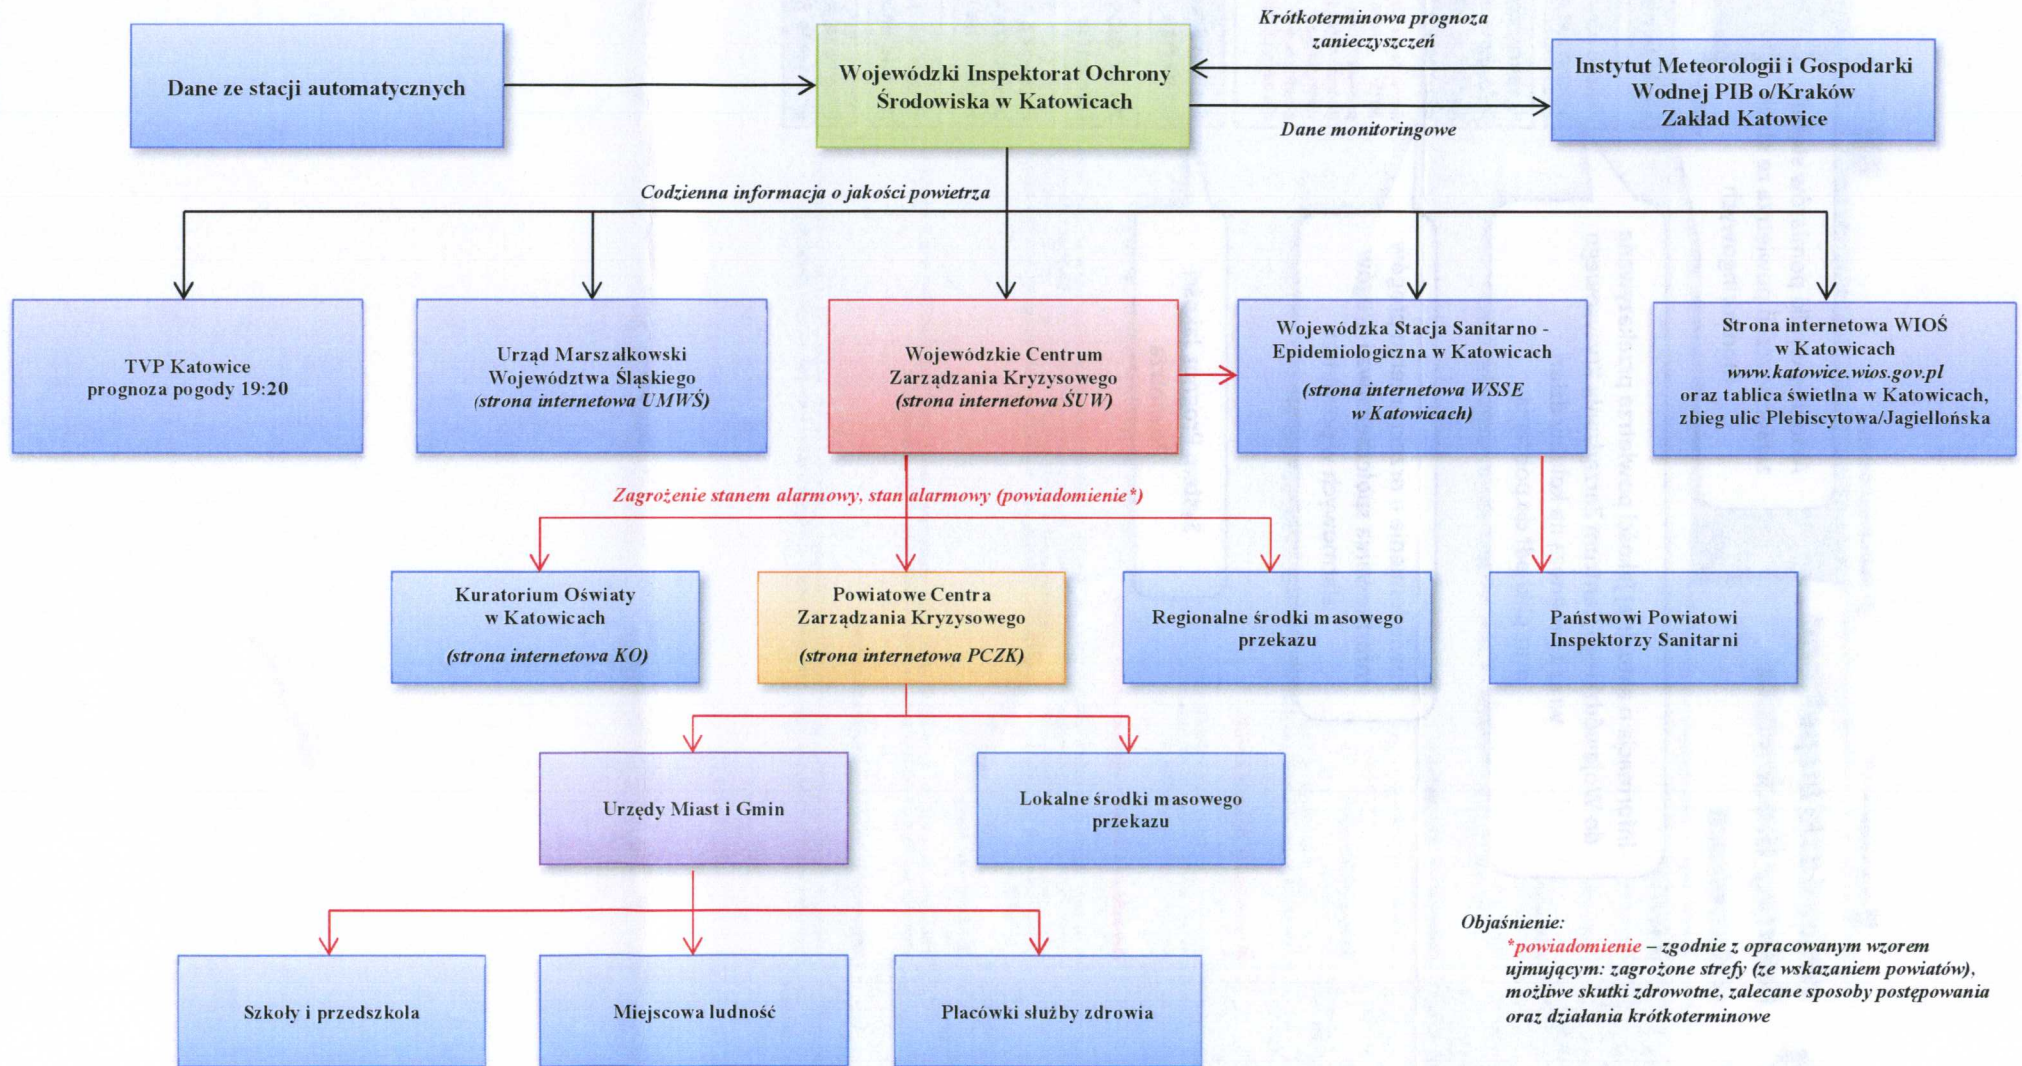 Krótkoterminowa prognoza
zanieczyszczeń
Dane ze stacji automatycznych
Wojewódzki Inspektorat Ochrony
Środowiska w Katowicach
Instytut Meteorologii i Gospodarki
Wodnej PIB o/Kraków
Zakład Katowice
Dane monitoringowe
Codzienna informacja o jakości powietrza
TVP Katowice
prognoza pogody 19:20
Urząd Marszałkowski
Województwa Śląskiego
(strona internetowa UMWŚ)
Wojewódzkie Centrum
Zarządzania Kryzysowego
(strona internetowa ŚUW)
Wojewódzka Stacja Sanitarno -
Epidemiologiczna w Katowicach
(strona internetowa WSSE
w Katowicach)
Strona internetowa WIOŚ
w Katowicach
www.katowice.wios.gov.pl
oraz tablica świetlna w Katowicach,
zbieg ulic Plebiscytowa/Jagiellońska
Zagrożenie stanem alarmowy, stan alarmowy (powiadomienie*)
Kuratorium Oświaty
w Katowicach
(strona internetowa KO)
Powiatowe Centra
Zarządzania Kryzysowego
(strona internetowa PCZK)
Regionalne środki masowego
przekazu
Państwowi Powiatowi
Inspektorzy Sanitarni
Urzędy Miast i Gmin
Lokalne środki masowego
przekazu
Szkoły i przedszkola
Miejscowa ludność
Placówki służby zdrowia
Objaśnienie:
*powiadomienie – zgodnie z opracowanym wzorem
ujmującym: zagrożone strefy (ze wskazaniem powiatów),
możliwe skutki zdrowotne, zalecane sposoby postępowania
oraz działania krótkoterminowe